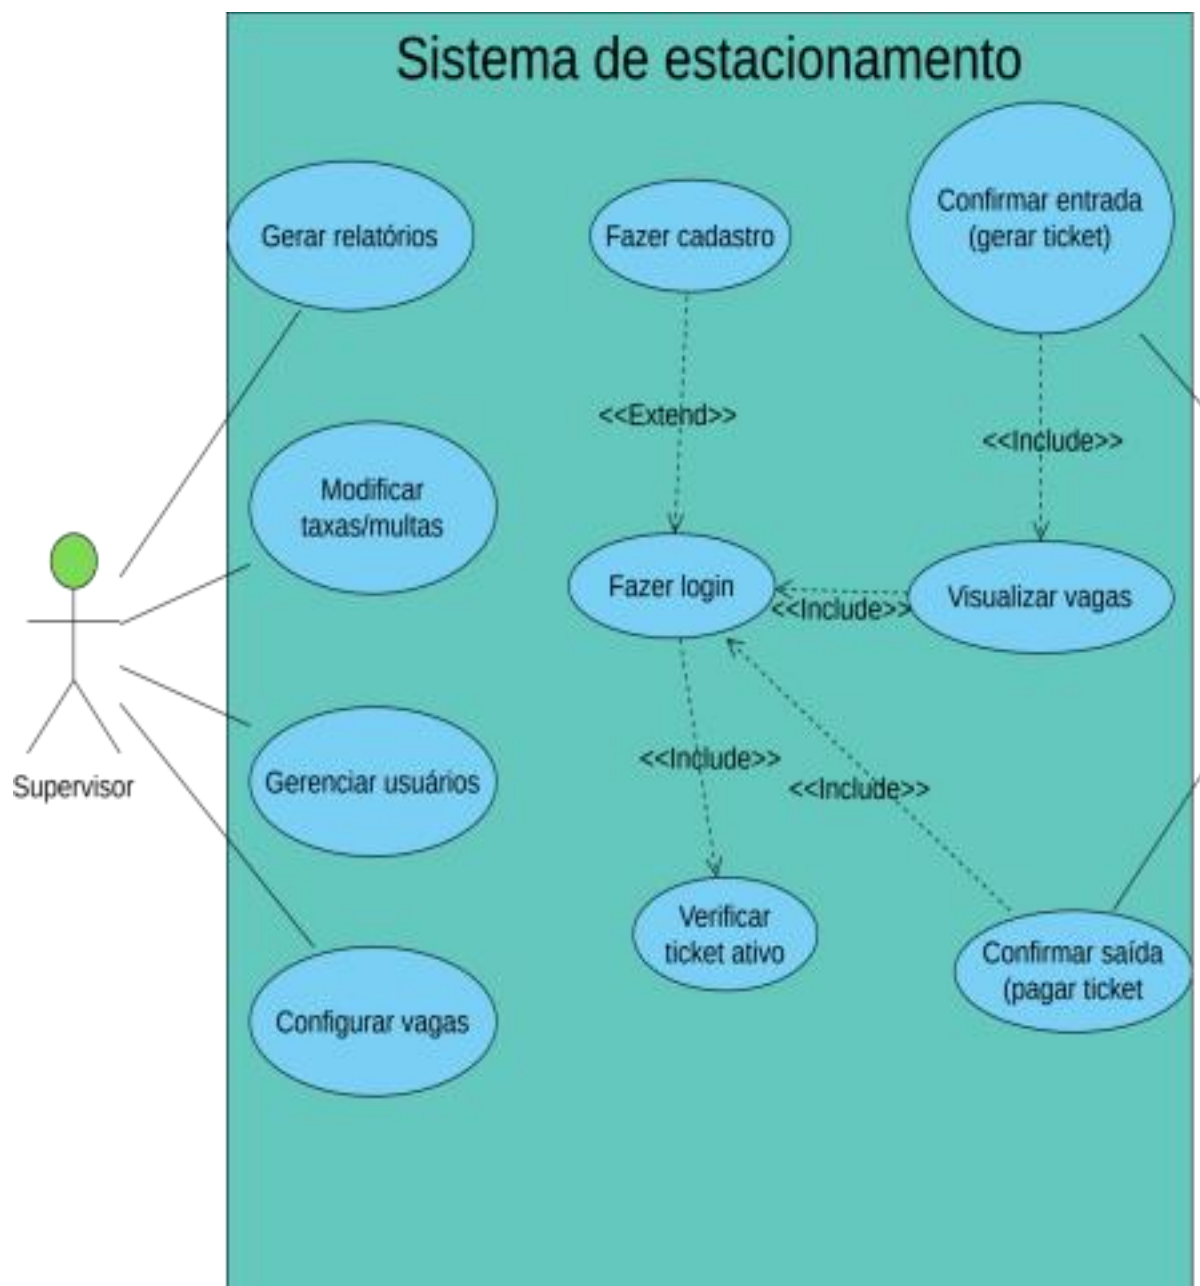 Sistema de estacionamento
Gerar relatórios
Fazer cadastro
Confirmar entrada
(gerar ticket)
<<Extend>>
<<Include>>
Modificar
taxas/multas
Fazer login
<<Include>>
Visualizar vagas
Supervisor
Gerenciar usuários
<<Include>>
<<Include>>
Verificar
ticket ativo
Confirmar saída
(pagar ticket
Configurar vagas